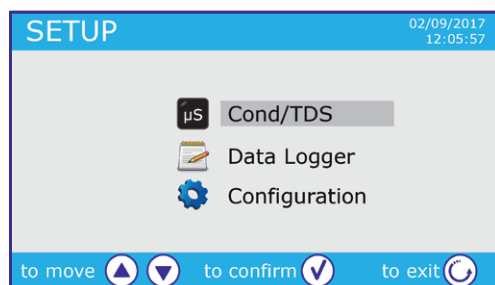 SETUP
02/09/2017
12:05:57
µS Cond/TDS
Data Logger
Configuration
to move to confirm to exit